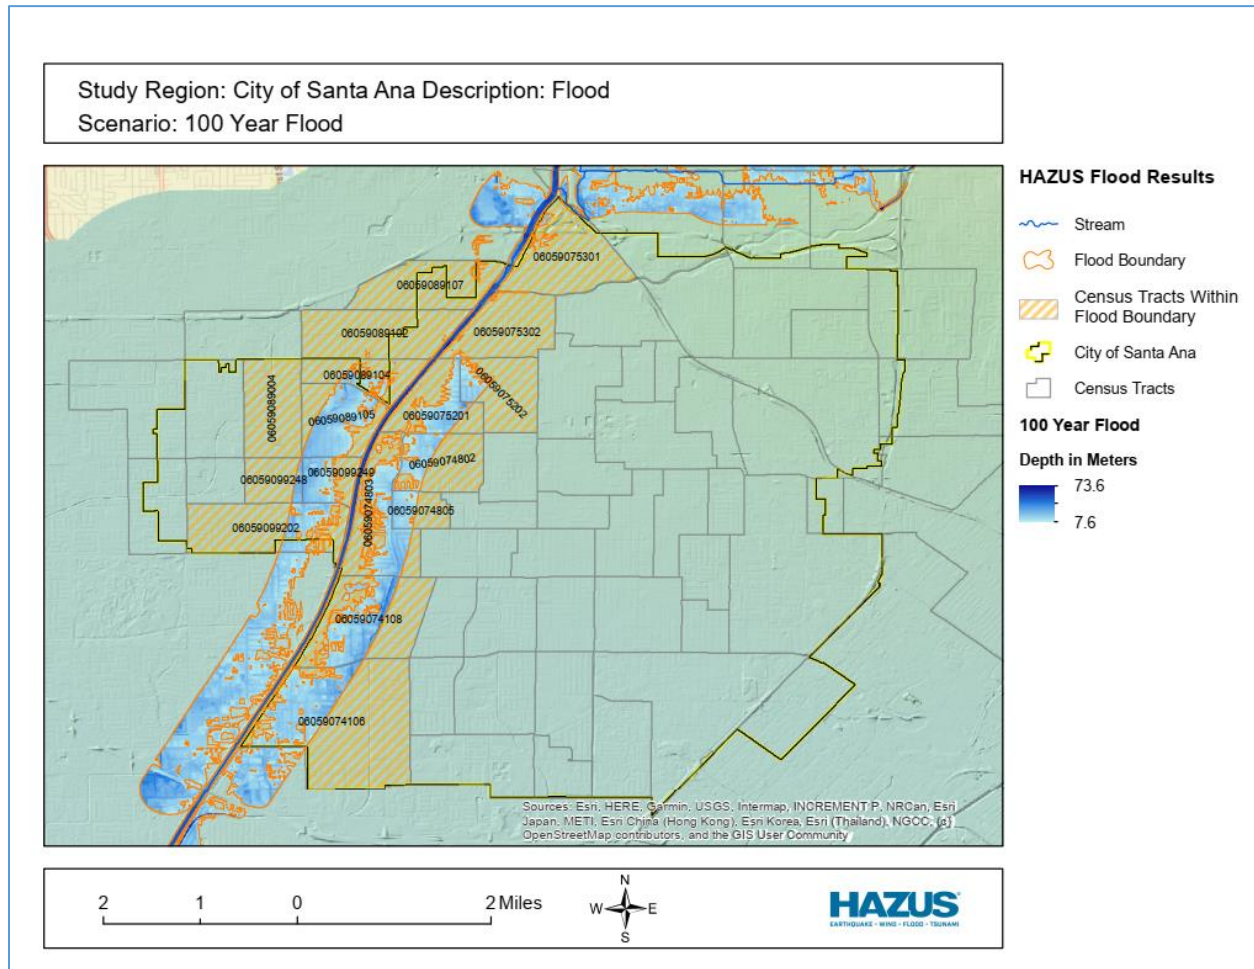 Study Region: City of Santa Ana Description: Flood
Scenario: 100 Year Flood
HAZUS Flood Results
Stream
Flood Boundary
Census Tracts Within
Flood Boundary
City of Santa Ana
Census Tracts
100 Year Flood
Depth in Meters
73.6
7.6
06059075301
06059089107
06059089102
06059075302
06059089104
06059089004
06059075202
06059089105
06059075201
06059074802
06059099249
06059099248
06059074803
06059074805
06059099202
06059074108
06059074106
Sources: Esri, HERE, Garmin, USGS, Intermap, INCREMENT P, NRCan, Esri
Japan, METI, Esri China (Hong Kong), Esri Korea, Esri (Thailand), NGCC, (c)
OpenStreetMap contributors, and the GIS User Community
2 1 0 2 Miles
N
W E
S
HAZUS
EARTHQUAKE • WIND • FLOOD • TSUNAMI